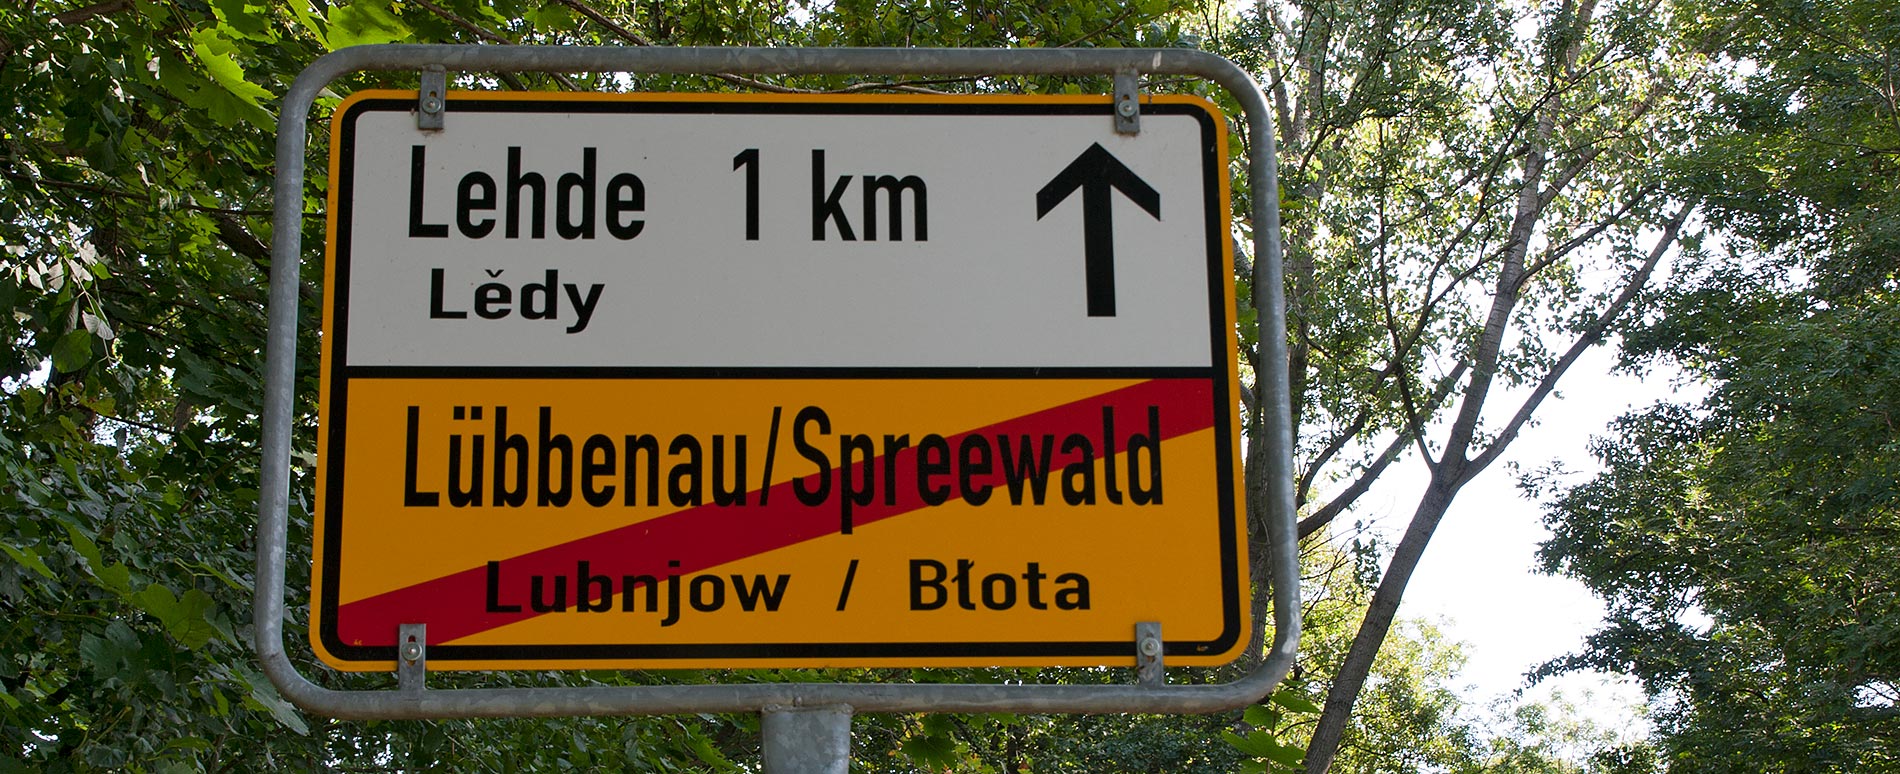 Lehde 1 km
Lědy
Lübbenau/Spreewald
Lubnjow / Błota